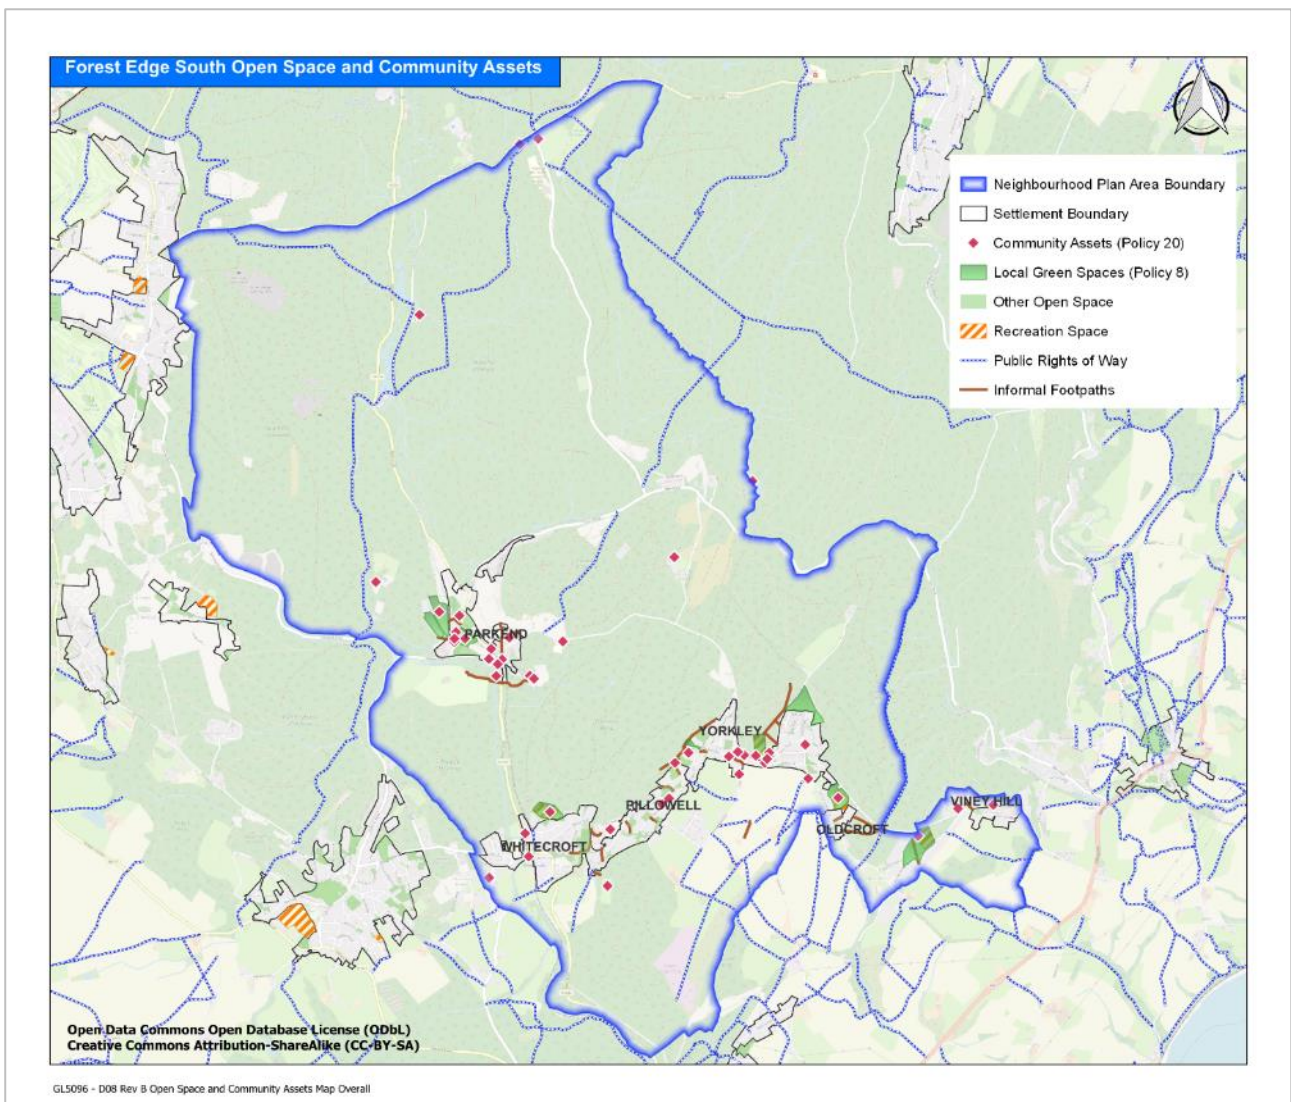 Forest Edge South Open Space and Community Assets
Neighbourhood Plan Area Boundary
Settlement Boundary
Community Assets (Policy 20)
Local Green Spaces (Policy 8)
Other Open Space
Recreation Space
Public Rights of Way
Informal Footpaths
PARKEND
YORKLEY
PILLOWELL
VINEY HILL
OLDCROFT
WHITECROFT
Open Data Commons Open Database License (ODbL)
Creative Commons Attribution-ShareAlike (CC-BY-SA)
GL5096 - D08 Rev B Open Space and Community Assets Map Overall